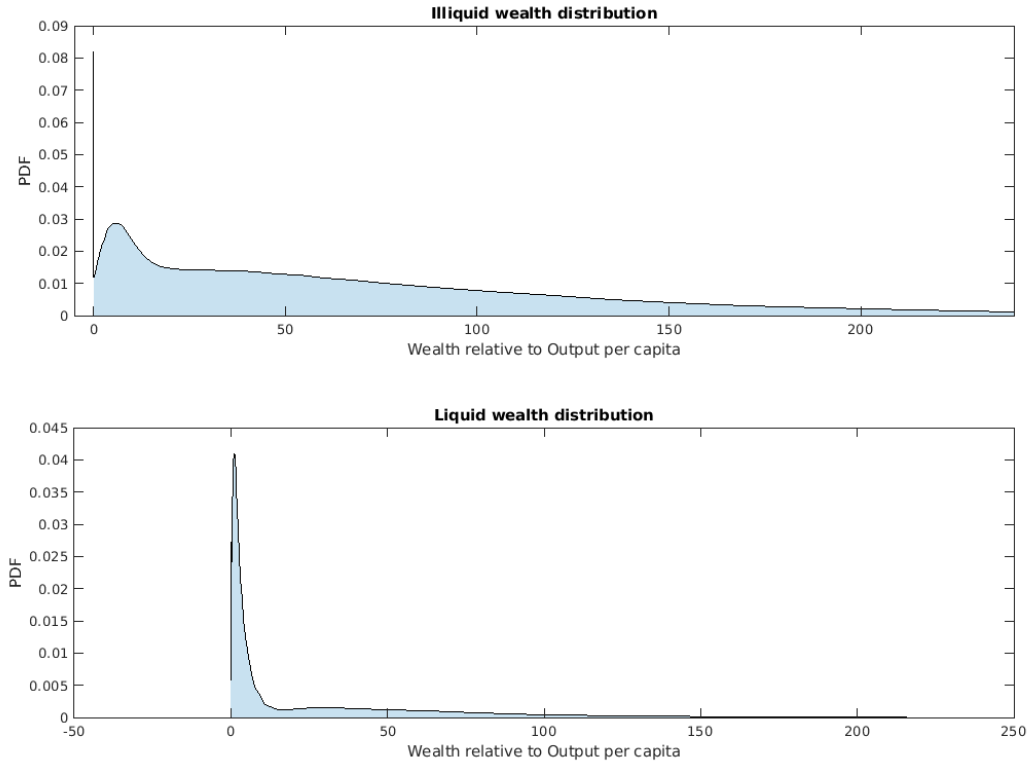 Illiquid wealth distribution
0.09
0.08
0.07
0.06
0.05
0.04
0.03
0.02
0.01
0
PDF
0 50 100 150 200
Wealth relative to Output per capita
Liquid wealth distribution
0.045
0.04
0.035
0.03
0.025
0.02
0.015
0.01
0.005
0
PDF
-50 0 50 100 150 200 250
Wealth relative to Output per capita